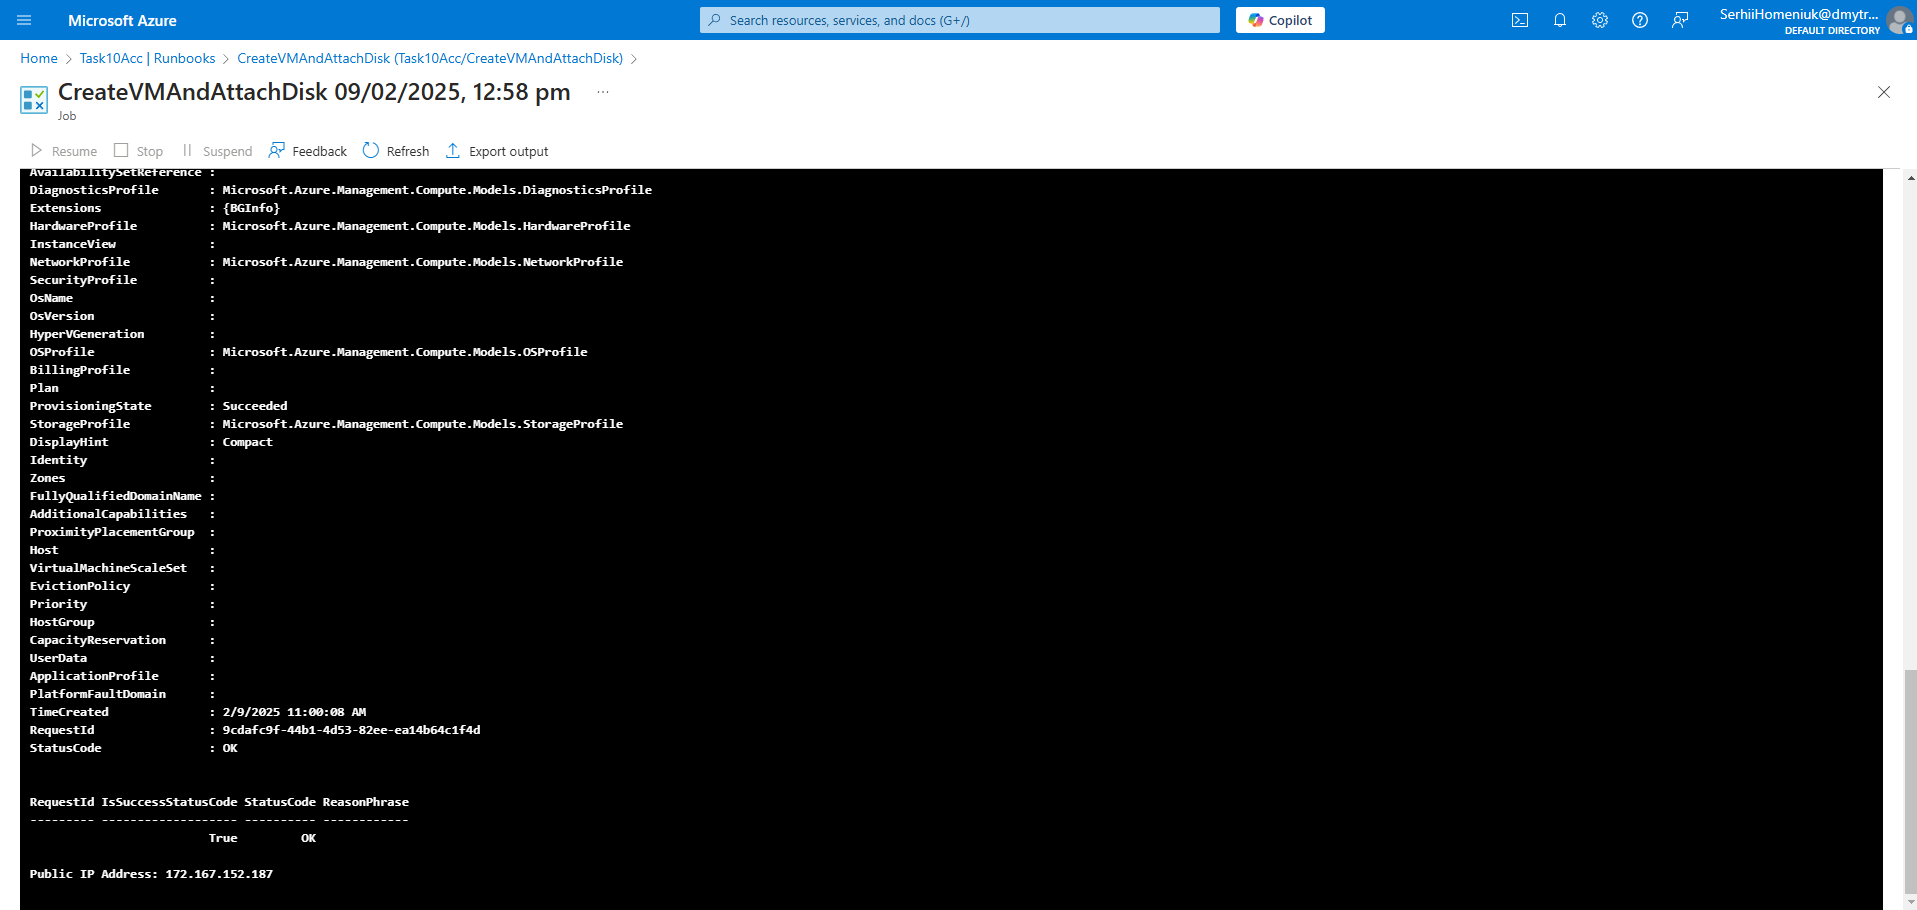 Microsoft Azure
Search resources, services, and docs (G+/)
Copilot
SerhiiHomeniuk@dmytr...
DEFAULT DIRECTORY
Home > Task10Acc | Runbooks > CreateVMAndAttachDisk (Task10Acc/CreateVMAndAttachDisk) >
CreateVMAndAttachDisk 09/02/2025, 12:58 pm ...
Job
Resume Stop Suspend Feedback Refresh Export output
AvailabilitySetReference :
DiagnosticsProfile : Microsoft.Azure.Management.Compute.Models.DiagnosticsProfile
Extensions : {BGInfo}
HardwareProfile : Microsoft.Azure.Management.Compute.Models.HardwareProfile
InstanceView :
NetworkProfile : Microsoft.Azure.Management.Compute.Models.NetworkProfile
SecurityProfile :
OsName :
OsVersion :
HyperVGeneration :
OSProfile : Microsoft.Azure.Management.Compute.Models.OSProfile
BillingProfile :
Plan :
ProvisioningState : Succeeded
StorageProfile : Microsoft.Azure.Management.Compute.Models.StorageProfile
DisplayHint : Compact
Identity :
Zones :
FullyQualifiedDomainName :
AdditionalCapabilities :
ProximityPlacementGroup :
Host :
VirtualMachineScaleSet :
EvictionPolicy :
Priority :
HostGroup :
CapacityReservation :
UserData :
ApplicationProfile :
PlatformFaultDomain :
TimeCreated : 2/9/2025 11:00:08 AM
RequestId : 9cdafc9f-44b1-4d53-82ee-ea14b64c1f4d
StatusCode : OK
RequestId IsSuccessStatusCode StatusCode ReasonPhrase
--------- ------------------- ---------- ------------
True OK
Public IP Address: 172.167.152.187